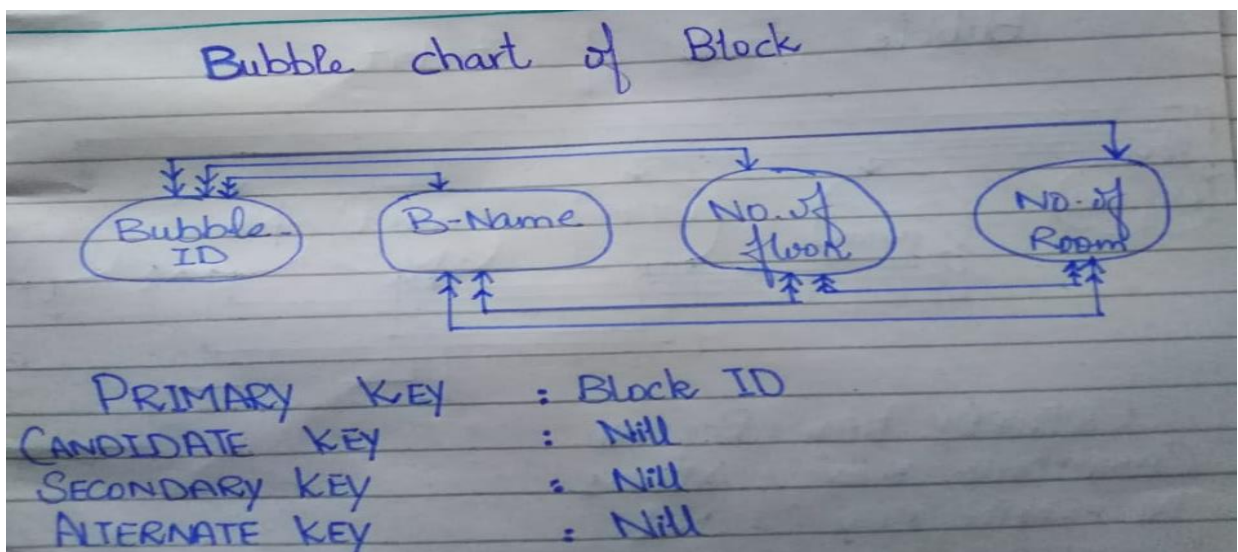 Bubble chart of Block
Bubble-
ID
B-Name
No. of
floor
No. of
Room
PRIMARY KEY : Block ID
CANDIDATE KEY : Nill
SECONDARY KEY : Nill
ALTERNATE KEY : Nill